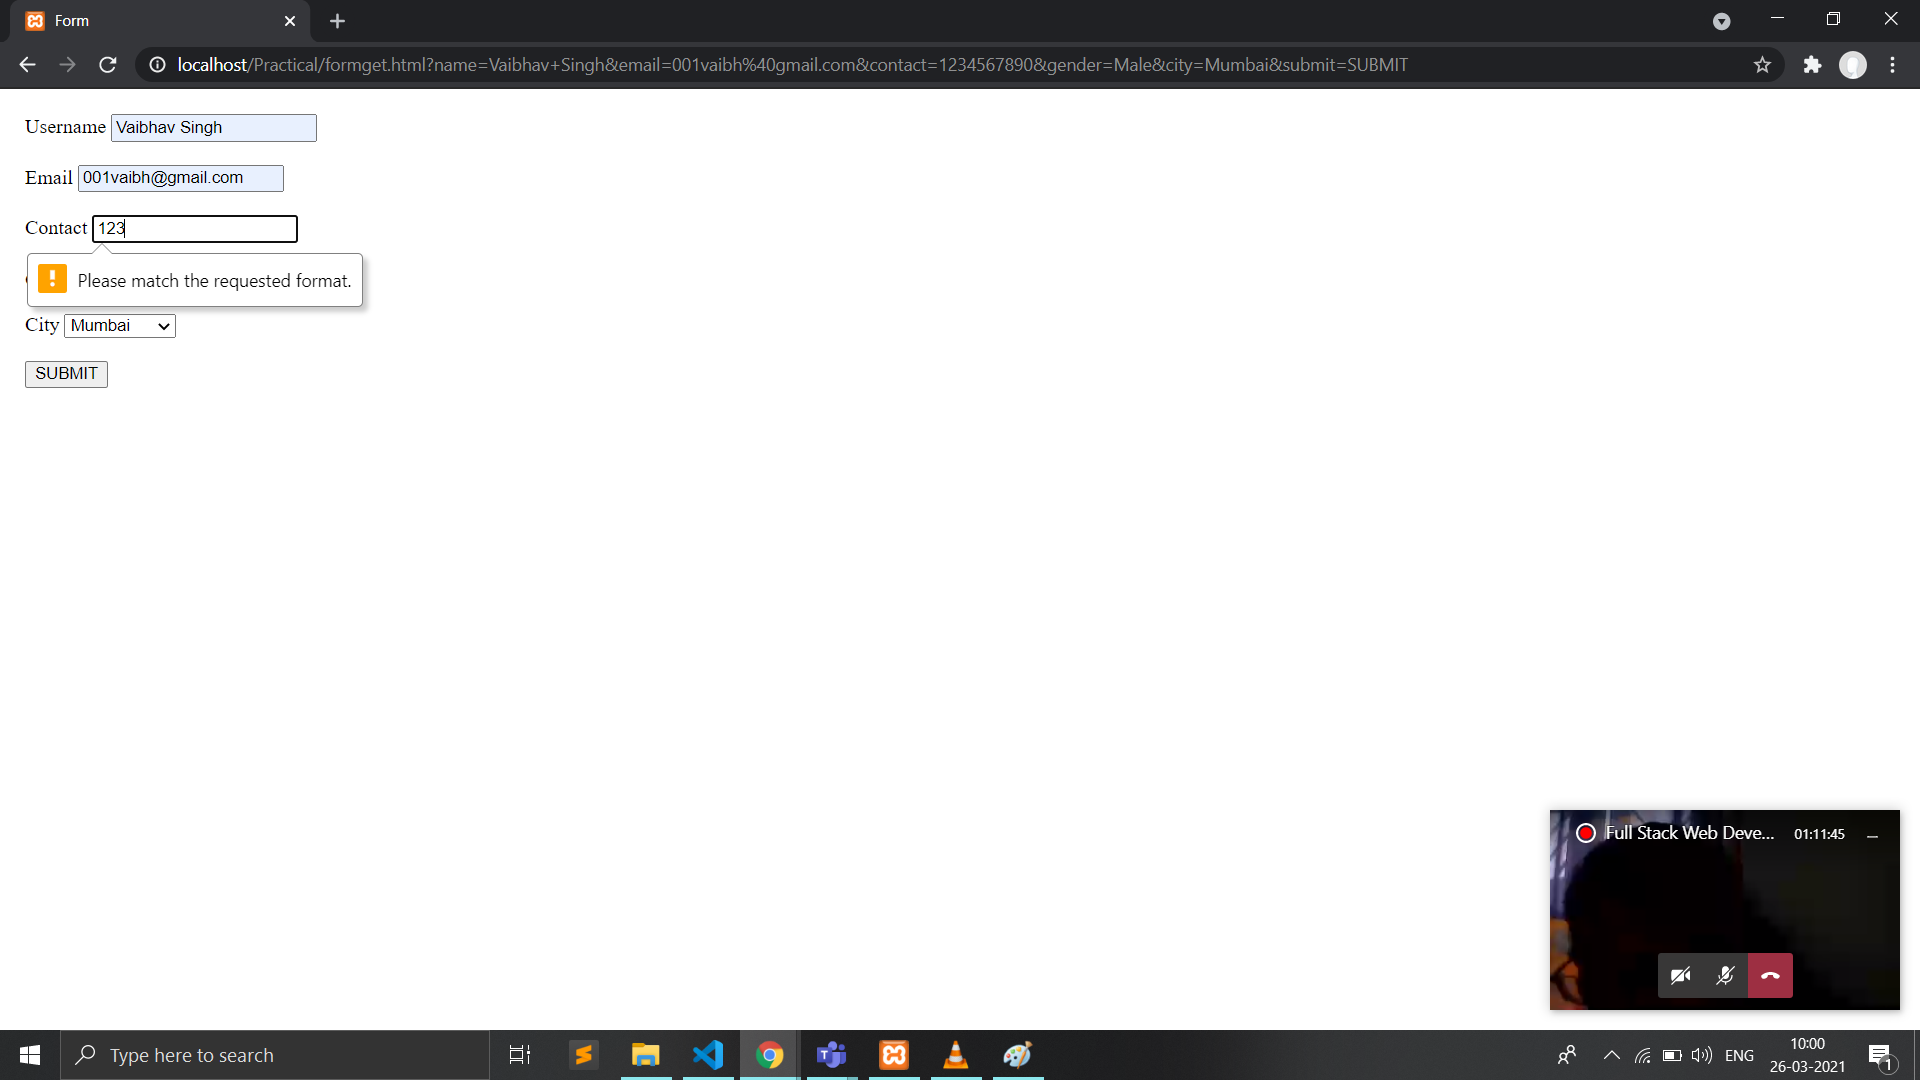 Form
localhost/Practical/formget.html?name=Vaibhav+Singh&email=001vaibh%40gmail.com&contact=1234567890&gender=Male&city=Mumbai&submit=SUBMIT
Username Vaibhav Singh
Email 001vaibh@gmail.com
Contact 123
Please match the requested format.
City Mumbai
SUBMIT
Full Stack Web Deve... 01:11:45
Type here to search
ENG
10:00
26-03-2021
1